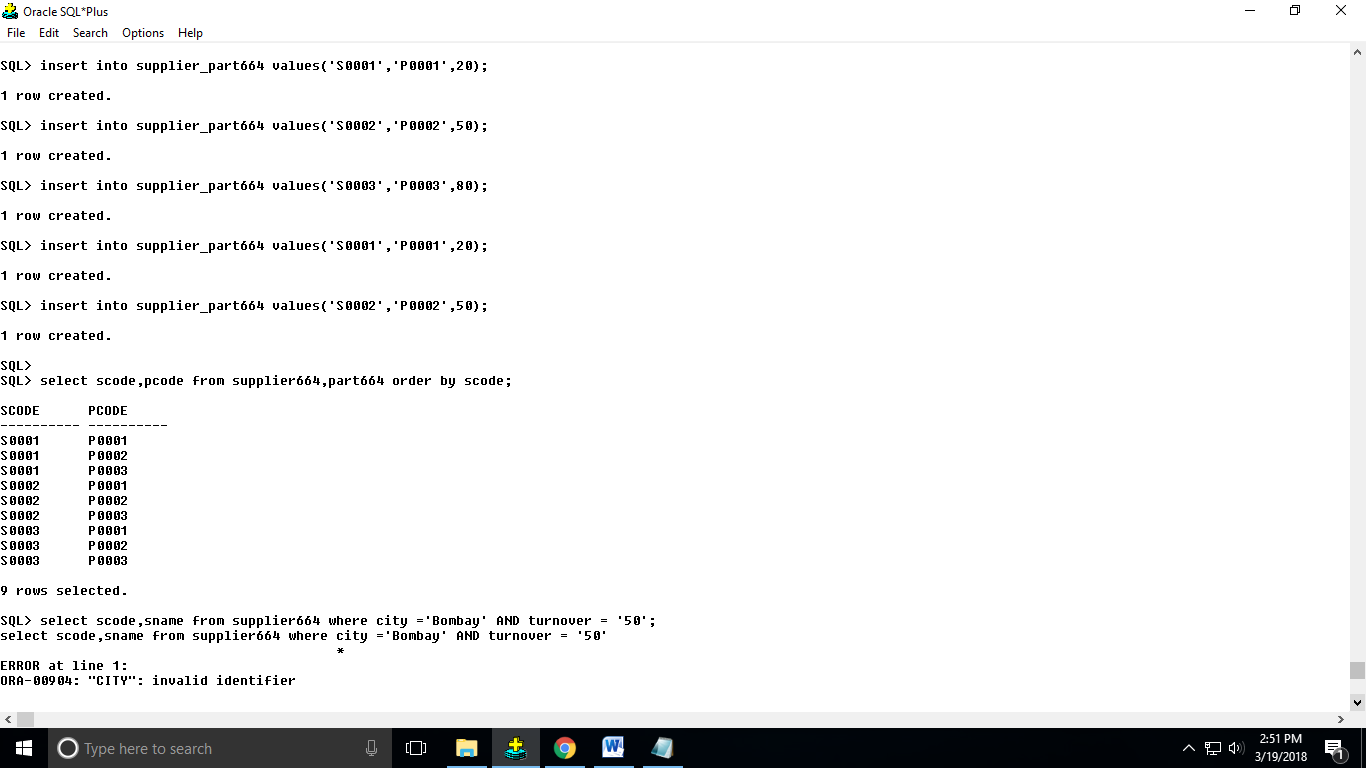 Oracle SQL*Plus
File Edit Search Options Help
SQL> insert into supplier_part664 values('S0001','P0001',20);
1 row created.
SQL> insert into supplier_part664 values('S0002','P0002',50);
1 row created.
SQL> insert into supplier_part664 values('S0003','P0003',80);
1 row created.
SQL> insert into supplier_part664 values('S0001','P0001',20);
1 row created.
SQL> insert into supplier_part664 values('S0002','P0002',50);
1 row created.
SQL>
SQL> select scode,pcode from supplier664,part664 order by scode;
SCODE      PCODE
---------- ----------
S0001      P0001
S0001      P0002
S0001      P0003
S0002      P0001
S0002      P0002
S0002      P0003
S0003      P0001
S0003      P0002
S0003      P0003
9 rows selected.
SQL> select scode,sname from supplier664 where city ='Bombay' AND turnover = '50';
select scode,sname from supplier664 where city ='Bombay' AND turnover = '50'
*
ERROR at line 1:
ORA-00904: "CITY": invalid identifier
Type here to search
2:51 PM
3/19/2018
1